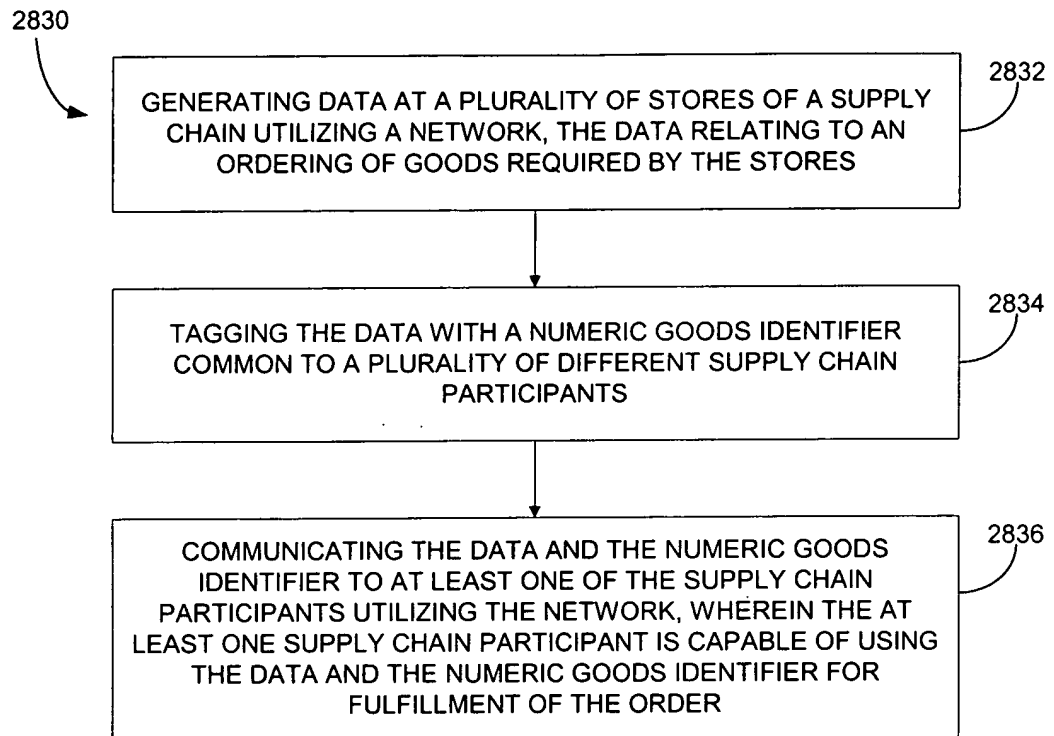 2830
GENERATING DATA AT A PLURALITY OF STORES OF A SUPPLY
CHAIN UTILIZING A NETWORK, THE DATA RELATING TO AN
ORDERING OF GOODS REQUIRED BY THE STORES
2832
TAGGING THE DATA WITH A NUMERIC GOODS IDENTIFIER
COMMON TO A PLURALITY OF DIFFERENT SUPPLY CHAIN
PARTICIPANTS
2834
COMMUNICATING THE DATA AND THE NUMERIC GOODS
IDENTIFIER TO AT LEAST ONE OF THE SUPPLY CHAIN
PARTICIPANTS UTILIZING THE NETWORK, WHEREIN THE AT
LEAST ONE SUPPLY CHAIN PARTICIPANT IS CAPABLE OF USING
THE DATA AND THE NUMERIC GOODS IDENTIFIER FOR
FULFILLMENT OF THE ORDER
2836